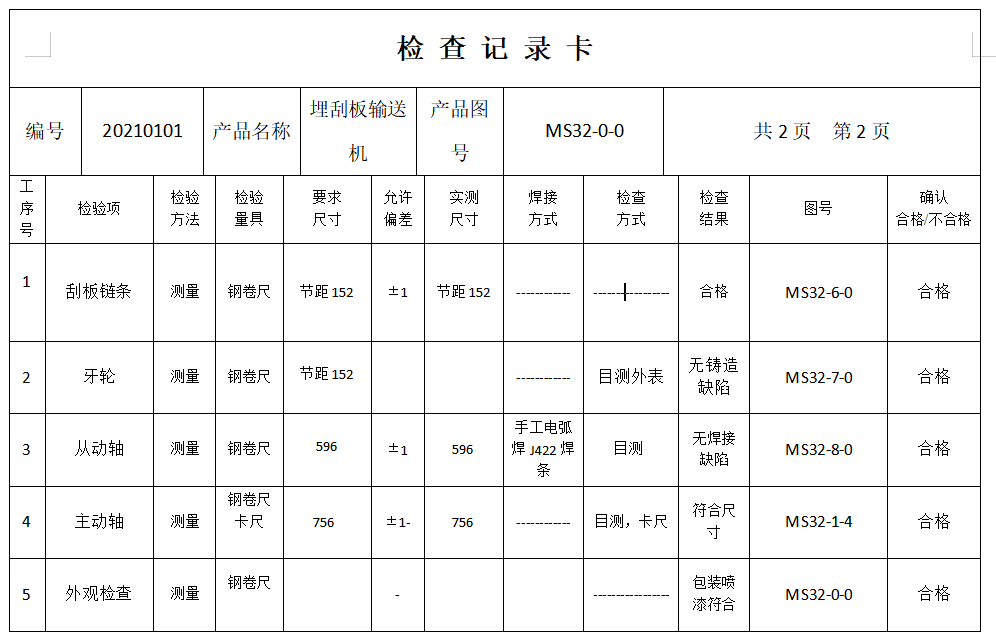 检 查 记 录 卡
编号 20210101 产品名称 埋刮板输送机 产品图号 MS32-0-0 共 2 页 第 2 页
工序号 检验项 检验方法 检验量具 要求尺寸 允许偏差 实测尺寸 焊接方式 检查方式 检查结果 图号 确认合格/不合格
1 刮板链条 测量 钢卷尺 节距 152 ±1 节距 152 ------------ ----------------- 合格 MS32-6-0 合格
2 牙轮 测量 钢卷尺 节距 152 ------------ 目测外表 无铸造缺陷 MS32-7-0 合格
3 从动轴 测量 钢卷尺 596 ±1 596 手工电弧焊 J422 焊条 目测 无焊接缺陷 MS32-8-0 合格
4 主动轴 测量 钢卷尺卡尺 756 ±1- 756 ------------ 目测，卡尺 符合尺寸 MS32-1-4 合格
5 外观检查 测量 钢卷尺 - ----------------- 包装喷漆符合 MS32-0-0 合格